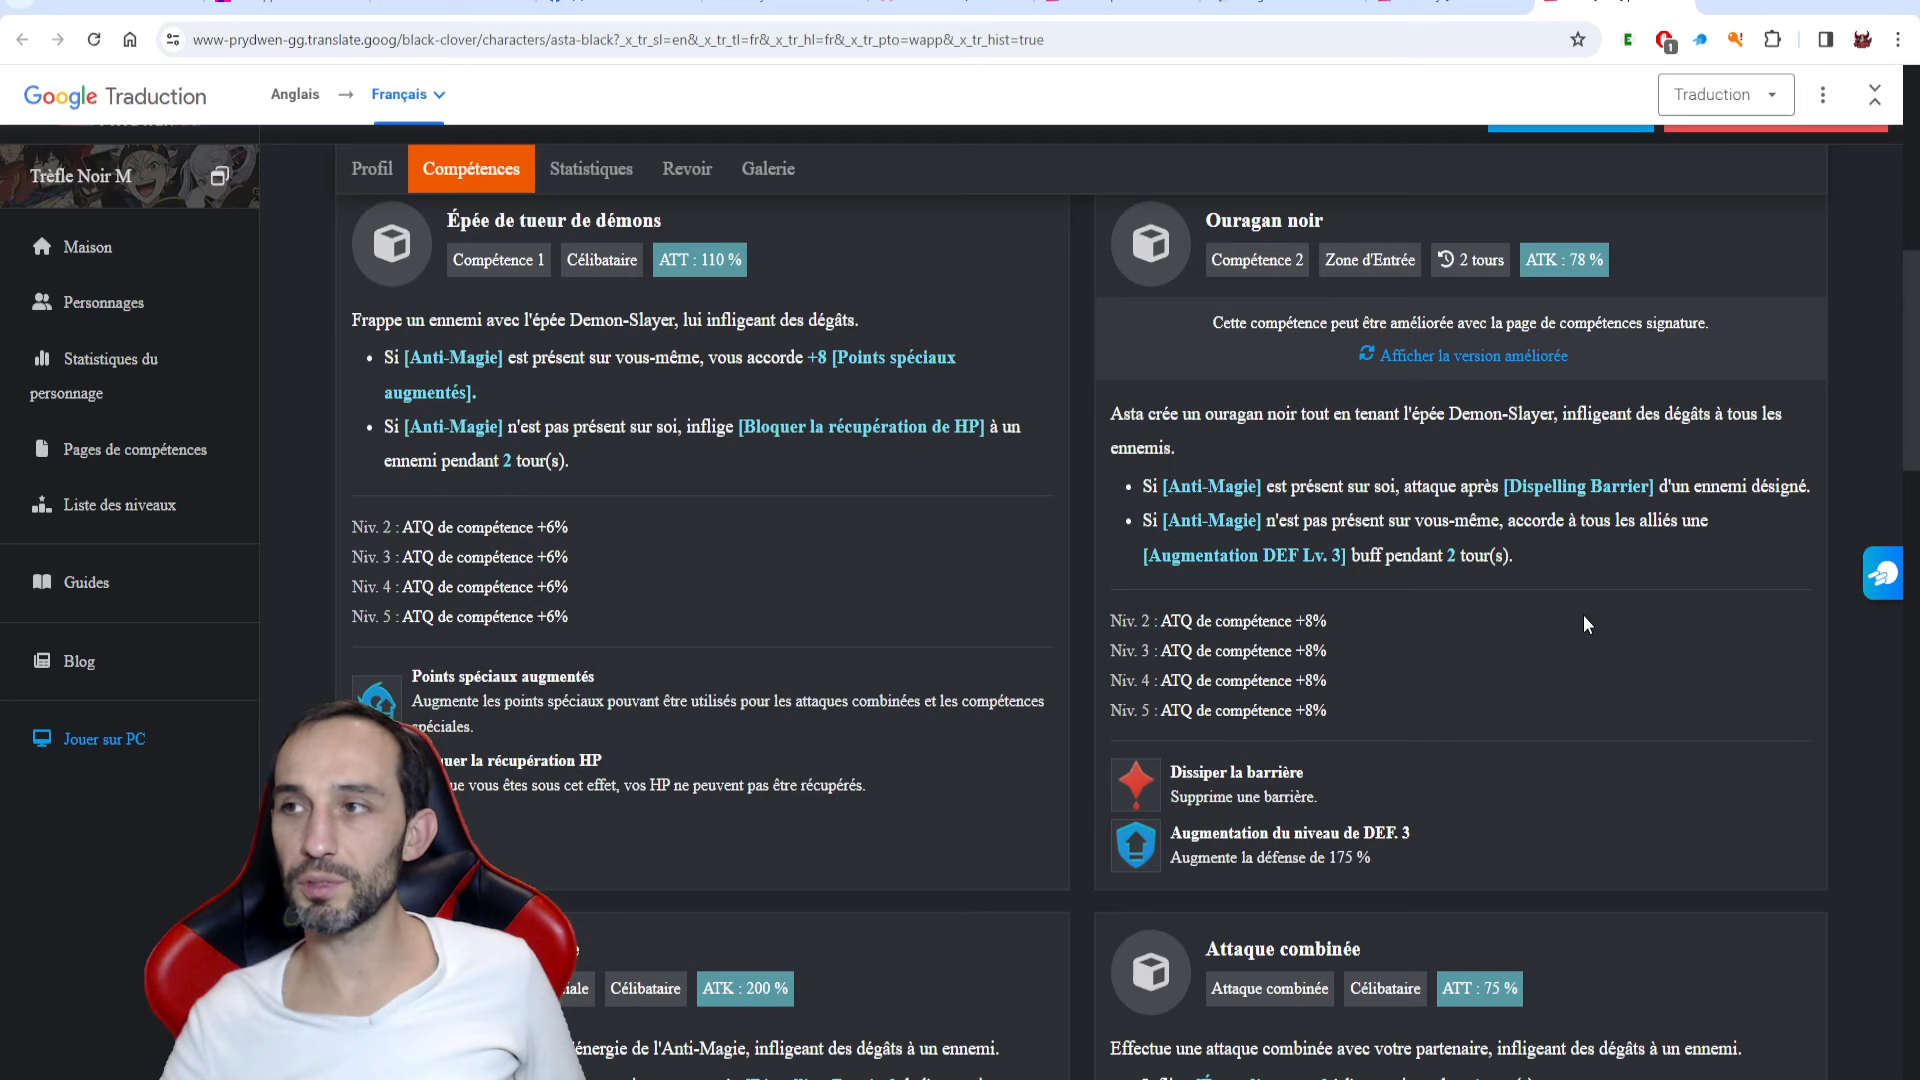 www-prydwen-gg.translate.goog/black-clover/characters/asta-black?_x_tr_sl=en&_x_tr_tl=fr&_x_tr_hl=fr&_x_tr_pto=wapp&_x_tr_hist=true
1
Google Traduction
Anglais → Français
Traduction
Trèfle Noir M
Maison
Personnages
Statistiques du
personnage
Pages de compétences
Liste des niveaux
Guides
Blog
Jouer sur PC
Profil Compétences Statistiques Revoir Galerie
Épée de tueur de démons
Compétence 1 Célibataire ATT : 110 %
Frappe un ennemi avec l'épée Demon-Slayer, lui infligeant des dégâts.
• Si [Anti-Magie] est présent sur vous-même, vous accorde +8 [Points spéciaux
augmentés].
• Si [Anti-Magie] n'est pas présent sur soi, inflige [Bloquer la récupération de HP] à un
ennemi pendant 2 tour(s).
Niv. 2 : ATQ de compétence +6%
Niv. 3 : ATQ de compétence +6%
Niv. 4 : ATQ de compétence +6%
Niv. 5 : ATQ de compétence +6%
Points spéciaux augmentés
Augmente les points spéciaux pouvant être utilisés pour les attaques combinées et les compétences
spéciales.
uer la récupération HP
ue vous êtes sous cet effet, vos HP ne peuvent pas être récupérés.
Ouragan noir
Compétence 2 Zone d'Entrée 2 tours ATK : 78 %
Cette compétence peut être améliorée avec la page de compétences signature.
Afficher la version améliorée
Asta crée un ouragan noir tout en tenant l'épée Demon-Slayer, infligeant des dégâts à tous les
ennemis.
• Si [Anti-Magie] est présent sur soi, attaque après [Dispelling Barrier] d'un ennemi désigné.
• Si [Anti-Magie] n'est pas présent sur vous-même, accorde à tous les alliés une
[Augmentation DEF Lv. 3] buff pendant 2 tour(s).
Niv. 2 : ATQ de compétence +8%
Niv. 3 : ATQ de compétence +8%
Niv. 4 : ATQ de compétence +8%
Niv. 5 : ATQ de compétence +8%
Dissiper la barrière
Supprime une barrière.
Augmentation du niveau de DEF. 3
Augmente la défense de 175 %
e
iale Célibataire ATK : 200 %
énergie de l'Anti-Magie, infligeant des dégâts à un ennemi.
Attaque combinée
Attaque combinée Célibataire ATT : 75 %
Effectue une attaque combinée avec votre partenaire, infligeant des dégâts à un ennemi.